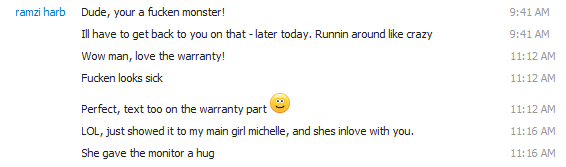 ramzi harb Dude, your a fucken monster! 9:41 AM
Ill have to get back to you on that - later today. Runnin around like crazy 9:41 AM
Wow man, love the warranty! 11:12 AM
Fucken looks sick 11:12 AM
Perfect, text too on the warranty part 11:12 AM
LOL, just showed it to my main girl michelle, and shes inlove with you. 11:16 AM
She gave the monitor a hug 11:16 AM